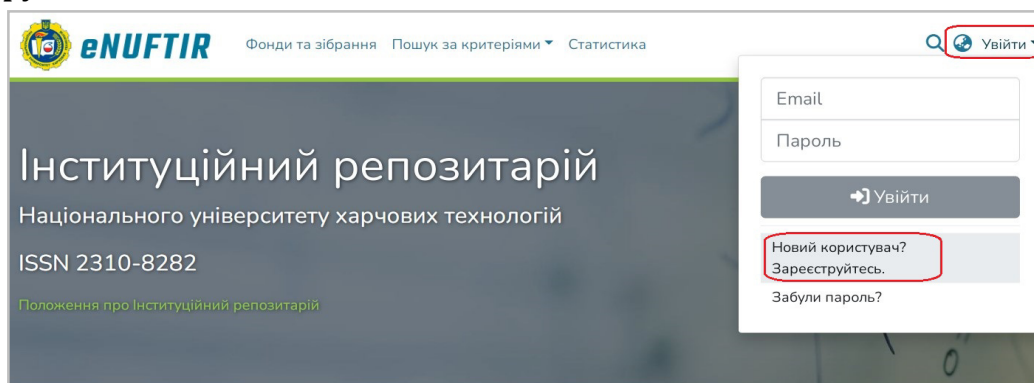 eNUFTIR Фонди та зібрання Пошук за критеріями Статистика Увійти
Email
Пароль
Увійти
Новий користувач?
Зареєструйтесь.
Забули пароль?
Інституційний репозитарій
Національного університету харчових технологій
ISSN 2310-8282
Положення про Інституційний репозитарій